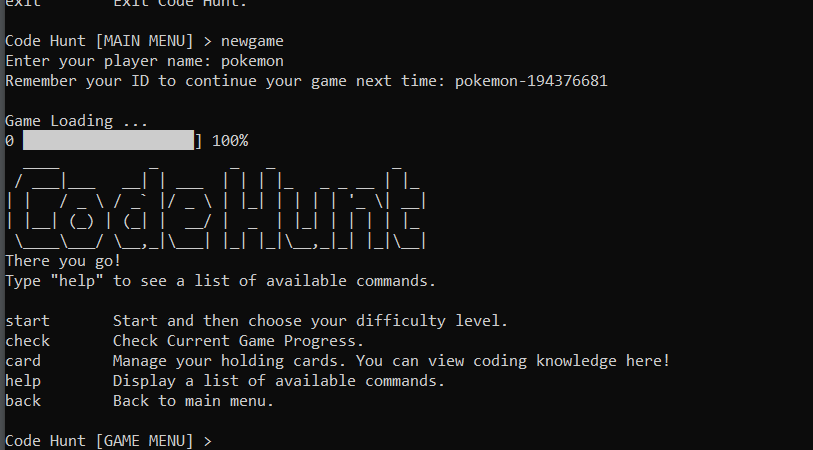 exit        Exit Code Hunt.
Code Hunt [MAIN MENU] > newgame
Enter your player name: pokemon
Remember your ID to continue your game next time: pokemon-194376681
Game Loading ...
0 ] 100%
Code Hunt
There you go!
Type "help" to see a list of available commands.
start       Start and then choose your difficulty level.
check       Check Current Game Progress.
card        Manage your holding cards. You can view coding knowledge here!
help        Display a list of available commands.
back        Back to main menu.
Code Hunt [GAME MENU] >